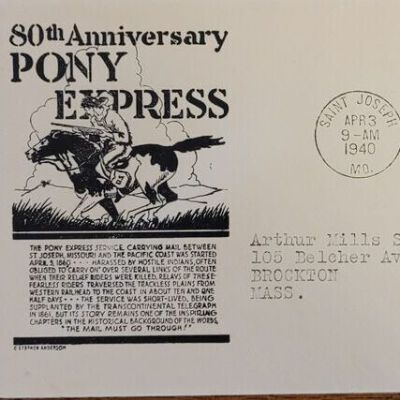 80th Anniversary
PONY
EXPRESS
THE PONY EXPRESS SERVICE, CARRYING MAIL BETWEEN
ST. JOSEPH, MISSOURI AND THE PACIFIC COAST WAS STARTED
APRIL 3, 1860 - - - HARASSED BY HOSTILE INDIANS, OFTEN
OBLIGED TO "CARRY ON" OVER SEVERAL LINKS OF THE ROUTE
WHEN THEIR RELIEF RIDERS WERE KILLED, RELAYS OF THESE
FEARLESS RIDERS TRAVERSED THE TRACKLESS PLAINS FROM
WESTERN RAILHEAD TO THE COAST IN ABOUT TEN AND ONE
HALF DAYS - - - THE SERVICE WAS SHORT-LIVED, BEING
SUPPLANTED BY THE TRANSCONTINENTAL TELEGRAPH
IN 1861, BUT ITS STORY REMAINS ONE OF THE INSPIRING
CHAPTERS IN THE HISTORICAL BACKGROUND OF THE WORDS,
"THE MAIL MUST GO THROUGH!"
C. STEPHEN ANDERSON
SAINT JOSEPH
APR 3
9-AM
1940
MO.
Arthur Mills S
105 Belcher Av
BROCKTON
MASS.